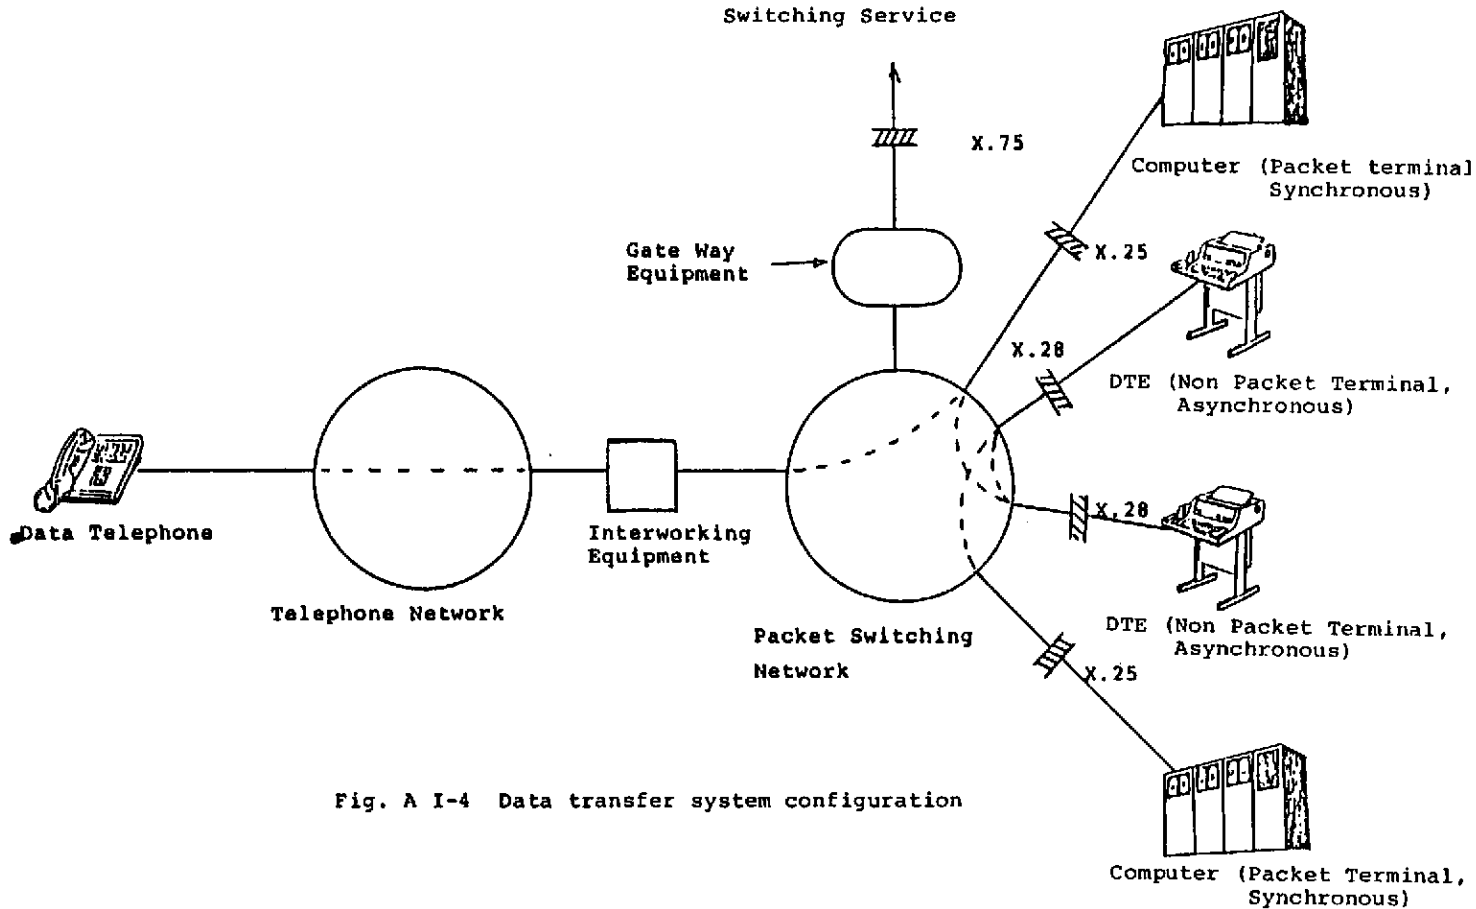 Switching Service
X.75
Computer (Packet terminal
Synchronous)
Gate Way
Equipment
X.25
X.28
DTE (Non Packet Terminal,
Asynchronous)
Data Telephone
Interworking
Equipment
X.28
Telephone Network
Packet Switching
Network
DTE (Non Packet Terminal,
Asynchronous)
X.25
Fig. A I-4 Data transfer system configuration
Computer (Packet Terminal,
Synchronous)